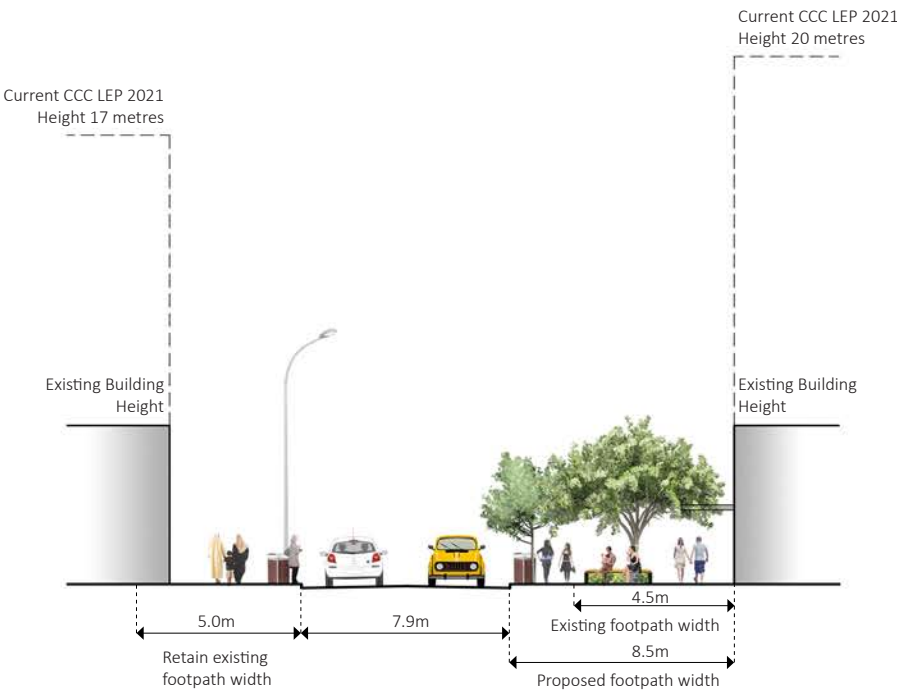 Current CCC LEP 2021
Height 20 metres
Current CCC LEP 2021
Height 17 metres
Existing Building
Height
Existing Building
Height
4.5m
5.0m
7.9m
Existing footpath width
Retain existing
footpath width
8.5m
Proposed footpath width